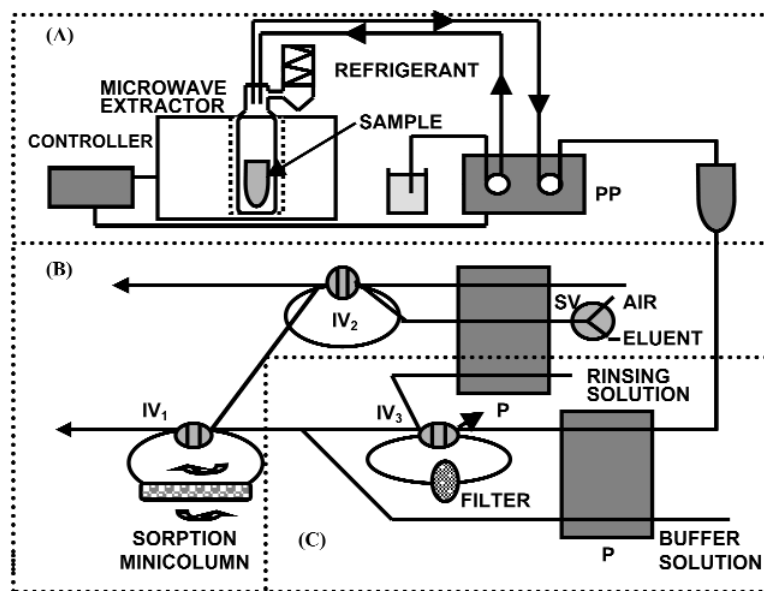 (A)
REFRIGERANT
MICROWAVE
EXTRACTOR
SAMPLE
CONTROLLER
PP
(B)
SV
AIR
IV₂
ELUENT
RINSING
SOLUTION
IV₁
IV₃
P
FILTER
SORPTION
MINICOLUMN
(C)
P
BUFFER
SOLUTION